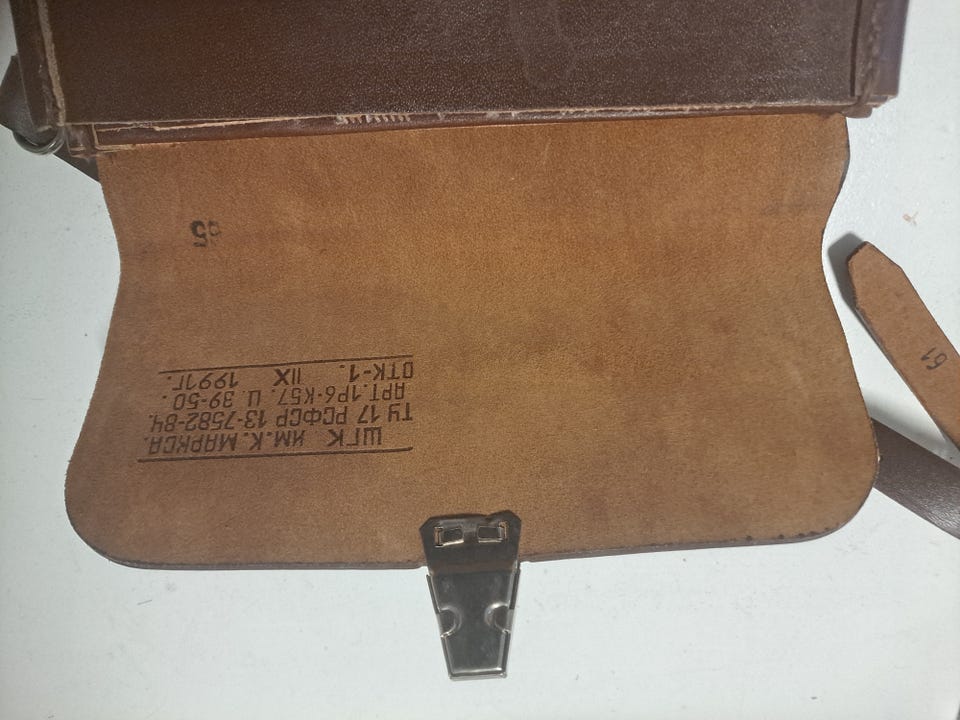 ШГК ИМ.К. МАРКСА.
ТУ 17 РСФСР 13-7582-84.
АРТ.1Р6-К57. Ц. 39-50.
ОТК-1. IIX 1991Г.